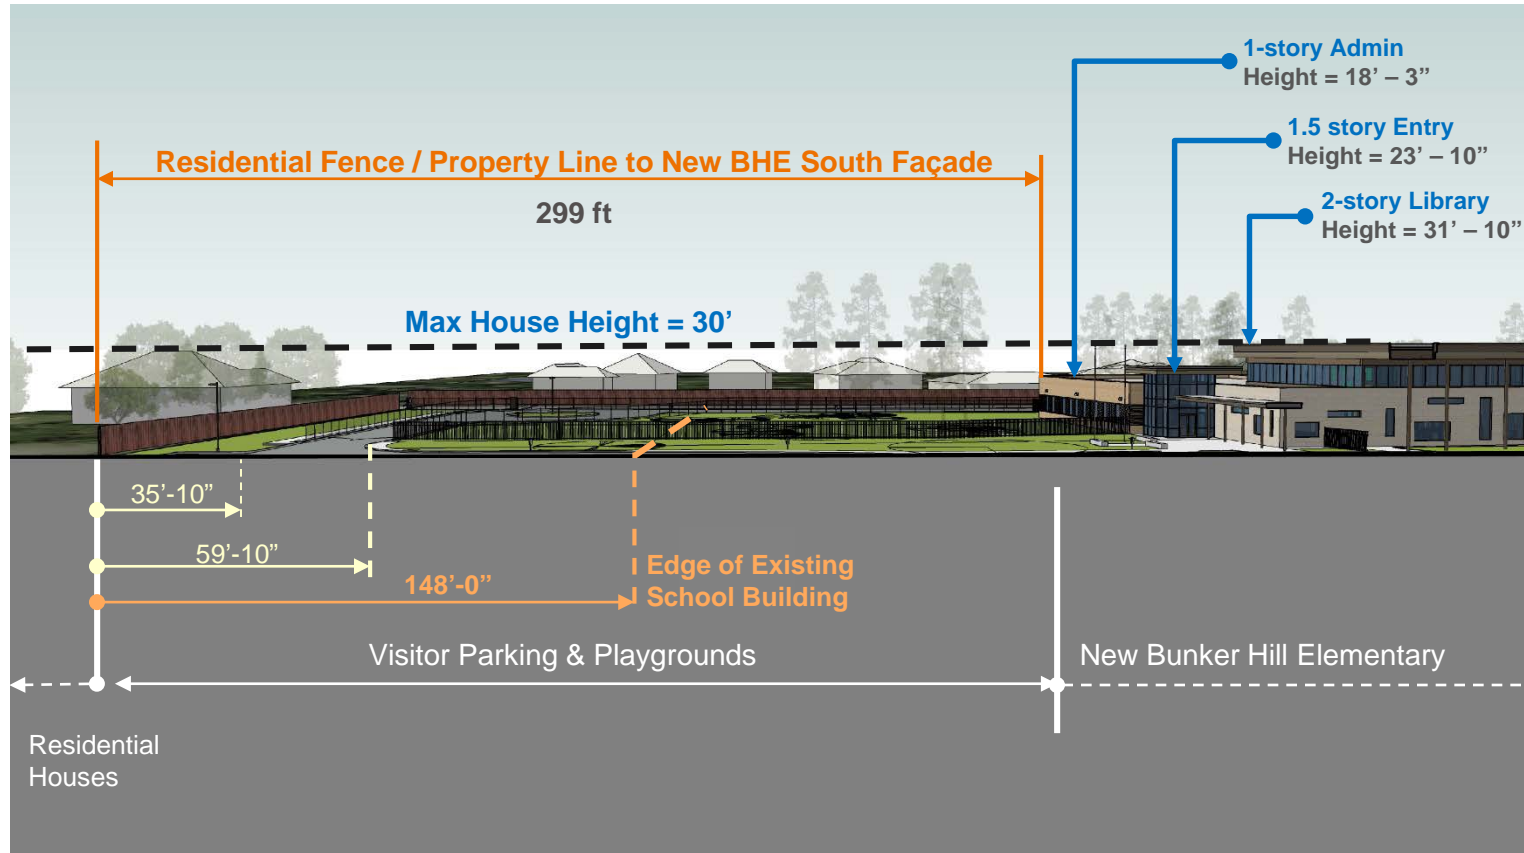 1-story Admin
Height = 18’ – 3”
1.5 story Entry
Height = 23’ – 10”
Residential Fence / Property Line to New BHE South Façade
299 ft
2-story Library
Height = 31’ – 10”
Max House Height = 30’
35’-10”
59’-10”
148’-0”
Edge of Existing
School Building
Visitor Parking & Playgrounds
New Bunker Hill Elementary
Residential
Houses